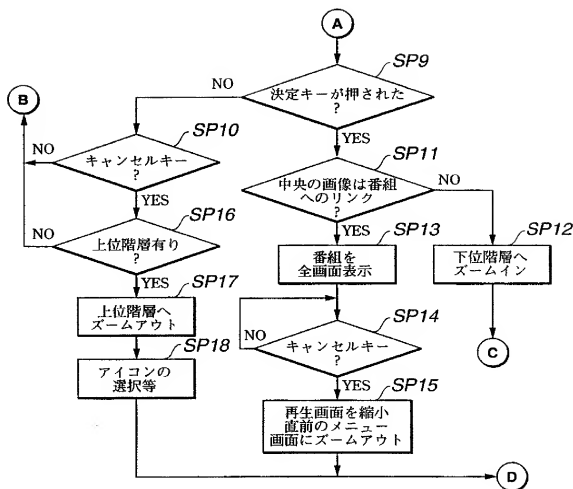 A
SP9
NO
決定キーが押された
?
YES
B
SP10
NO
キャンセルキー
?
YES
SP11
中央の画像は番組
へのリンク
?
NO
YES
SP16
NO
上位階層有り
?
YES
SP13
番組を
全画面表示
SP12
下位階層へ
ズームイン
SP17
上位階層へ
ズームアウト
SP14
NO
キャンセルキー
?
YES
C
SP18
アイコンの
選択等
SP15
再生画面を縮小
直前のメニュー
画面にズームアウト
D